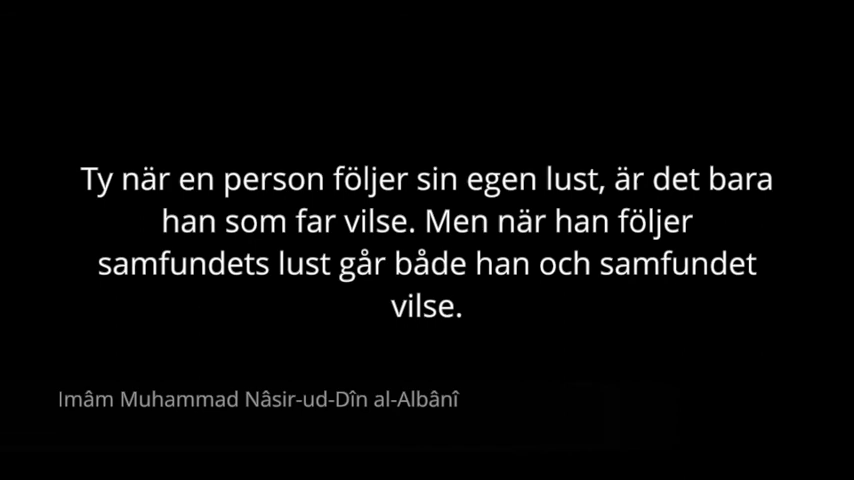 Ty när en person följer sin egen lust, är det bara
han som far vilse. Men när han följer
samfundets lust går både han och samfundet
vilse.
Imâm Muhammad Nâsir-ud-Dîn al-Albânî